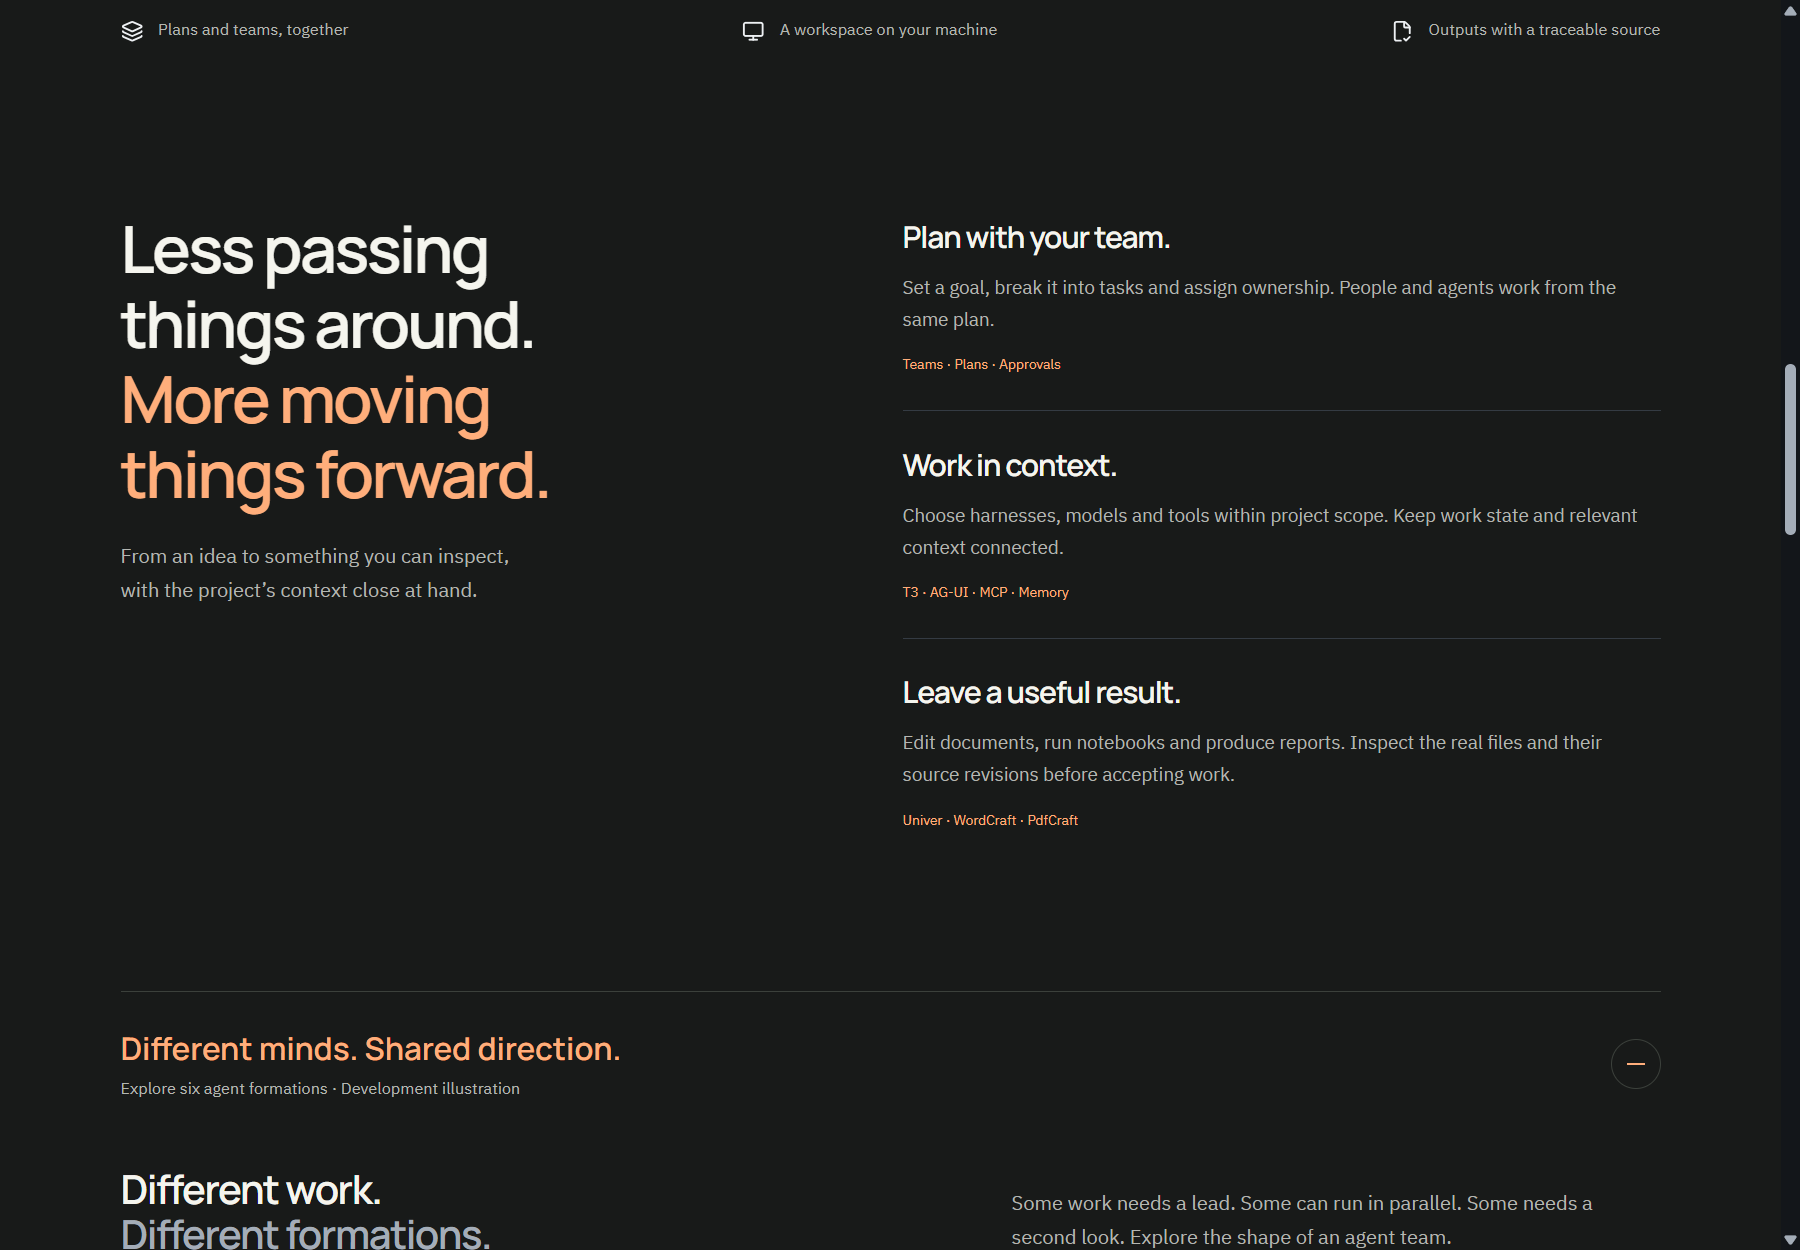 Plans and teams, together
A workspace on your machine
Outputs with a traceable source
Less passing
things around.
More moving
things forward.
From an idea to something you can inspect,
with the project’s context close at hand.
Plan with your team.
Set a goal, break it into tasks and assign ownership. People and agents work from the
same plan.
Teams · Plans · Approvals
Work in context.
Choose harnesses, models and tools within project scope. Keep work state and relevant
context connected.
T3 · AG-UI · MCP · Memory
Leave a useful result.
Edit documents, run notebooks and produce reports. Inspect the real files and their
source revisions before accepting work.
Univer · WordCraft · PdfCraft
Different minds. Shared direction.
Explore six agent formations · Development illustration
Different work.
Different formations.
Some work needs a lead. Some can run in parallel. Some needs a
second look. Explore the shape of an agent team.